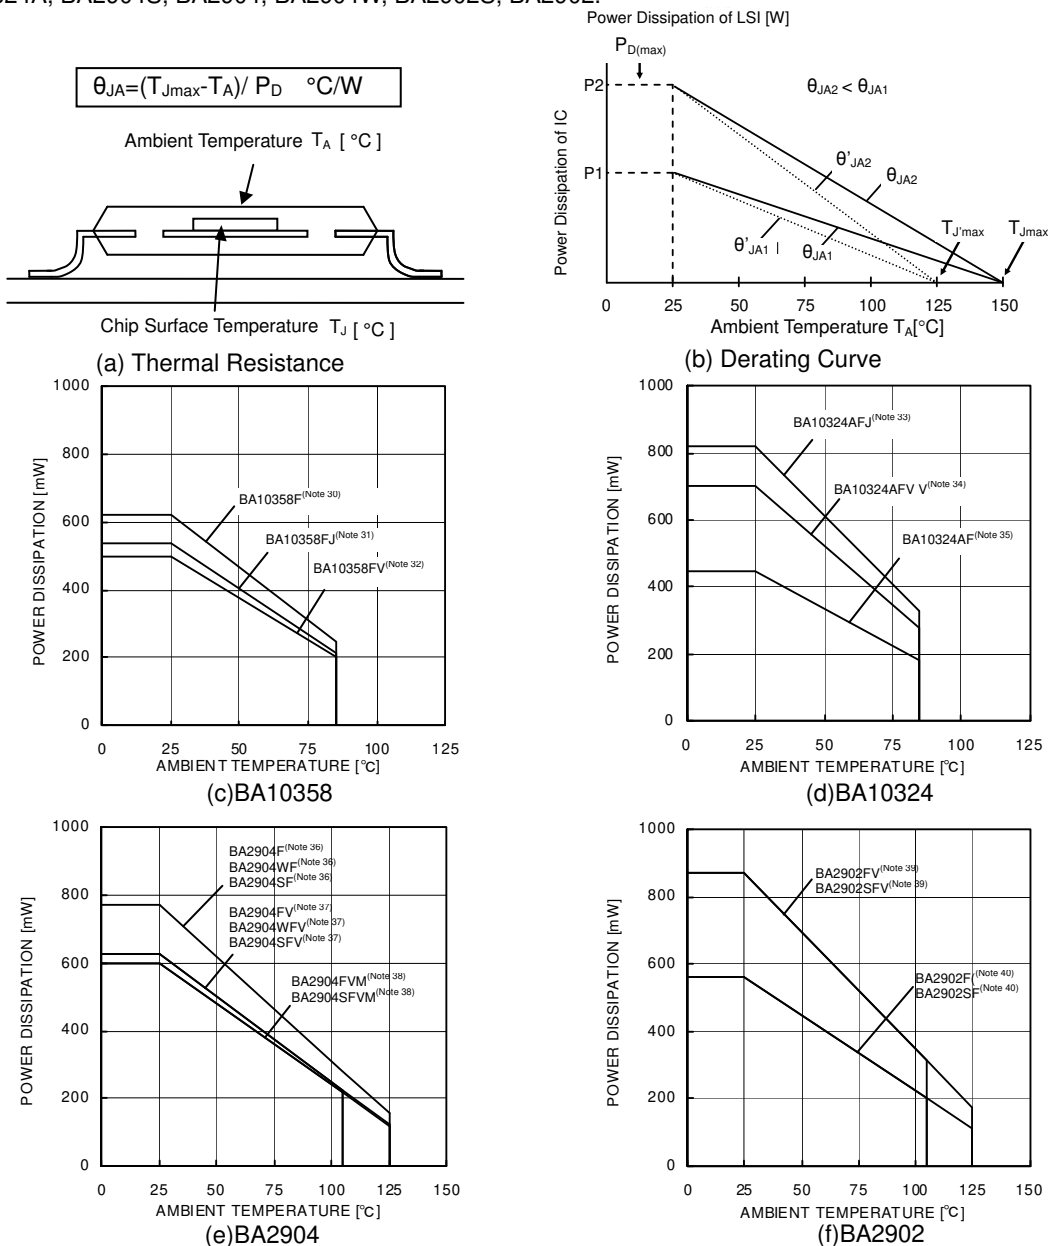 Power Dissipation of LSI [W]
θJA=(TJmax-TA)/ PD °C/W
Ambient Temperature TA [ °C ]
Chip Surface Temperature TJ [ °C ]
(a) Thermal Resistance
PD(max)
P2
θJA2 < θJA1
Power Dissipation of IC
θ'JA2
θJA2
P1
TJ'max
TJmax
θ'JA1
θJA1
0 25 50 75 100 125 150
Ambient Temperature TA[°C]
(b) Derating Curve
1000
800
600
400
200
0
POWER DISSIPATION [mW]
BA10358F(Note 30)
BA10358FJ(Note 31)
BA10358FV(Note 32)
0 25 50 75 100 125
AMBIENT TEMPERATURE [℃]
(c)BA10358
1000
800
600
400
200
0
POWER DISSIPATION [mW]
BA10324AFJ(Note 33)
BA10324AFV V(Note 34)
BA10324AF(Note 35)
0 25 50 75 100 125
AMBIENT TEMPERATURE [℃]
(d)BA10324
1000
800
600
400
200
0
POWER DISSIPATION [mW]
BA2904F(Note 36)
BA2904WF(Note 36)
BA2904SF(Note 36)
BA2904FV(Note 37)
BA2904WFV(Note 37)
BA2904SFV(Note 37)
BA2904FVM(Note 38)
BA2904SFVM(Note 38)
0 25 50 75 100 125 150
AMBIENT TEMPERATURE [℃]
(e)BA2904
1000
800
600
400
200
0
POWER DISSIPATION [mW]
BA2902FV(Note 39)
BA2902SFV(Note 39)
BA2902F((Note 40)
BA2902SF(Note 40)
0 25 50 75 100 125 150
AMBIENT TEMPERATURE [℃]
(f)BA2902